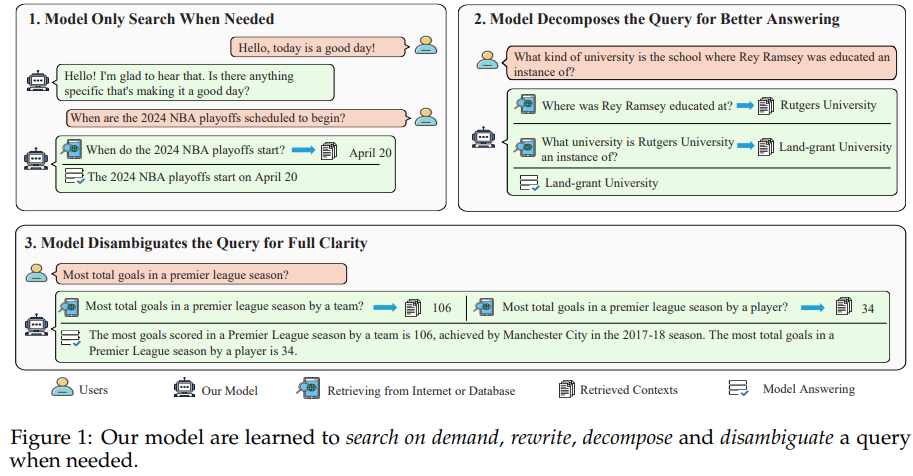 1. Model Only Search When Needed
Hello, today is a good day!
Hello! I'm glad to hear that. Is there anything
specific that's making it a good day?
When are the 2024 NBA playoffs scheduled to begin?
When do the 2024 NBA playoffs start?
April 20
The 2024 NBA playoffs start on April 20
2. Model Decomposes the Query for Better Answering
What kind of university is the school where Rey Ramsey was educated an
instance of?
Where was Rey Ramsey educated at?
Rutgers University
What university is Rutgers University
an instance of?
Land-grant University
Land-grant University
3. Model Disambiguates the Query for Full Clarity
Most total goals in a premier league season?
Most total goals in a premier league season by a team?
106
Most total goals in a premier league season by a player?
34
The most goals scored in a Premier League season by a team is 106, achieved by Manchester City in the 2017-18 season. The most total goals in a
Premier League season by a player is 34.
Users
Our Model
Retrieving from Internet or Database
Retrieved Contexts
Model Answering
Figure 1: Our model are learned to search on demand, rewrite, decompose and disambiguate a query
when needed.